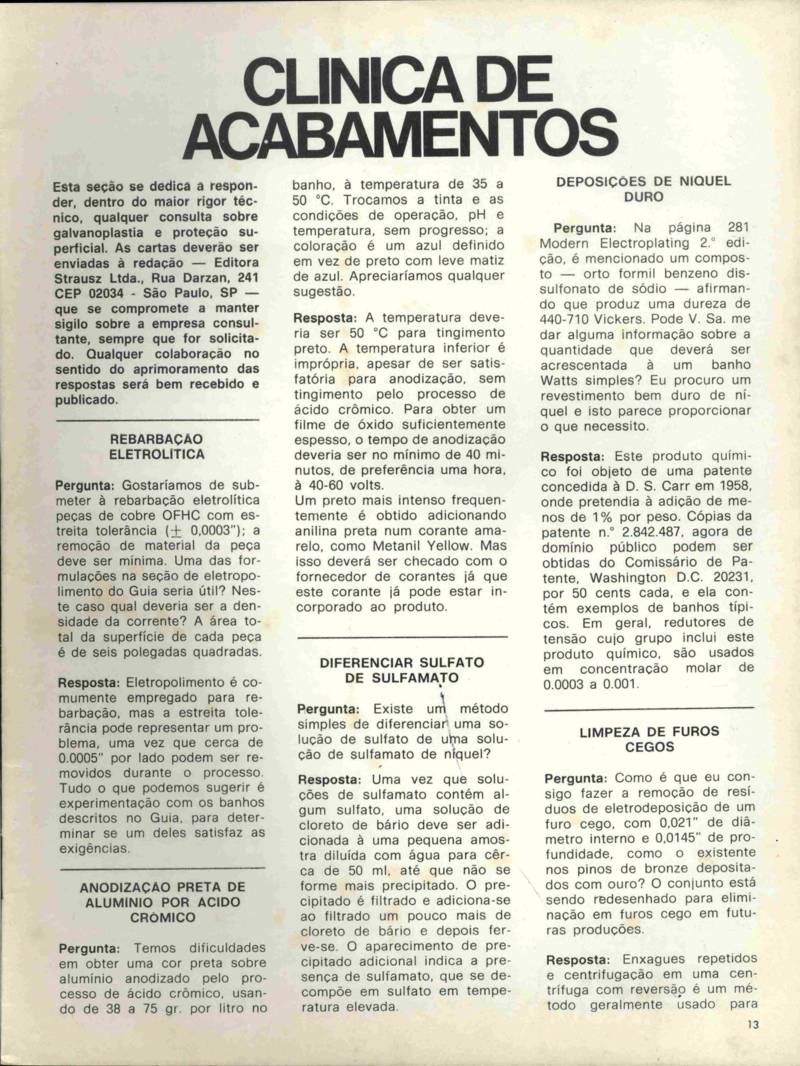 CLINICA DE
ACABAMENTOS
Esta seção se dedica a respon-
der, dentro do maior rigor téc-
nico, qualquer consulta sobre
galvanoplastia e proteção su-
perficial. As cartas deverão ser
enviadas à redação — Editora
Strausz Ltda., Rua Darzan, 241
CEP 02034 - São Paulo, SP —
que se compromete a manter
sigilo sobre a empresa consul-
tante, sempre que for solicita-
do. Qualquer colaboração no
sentido do aprimoramento das
respostas será bem recebido e
publicado.
REBARBAÇAO
ELETROLITICA
Pergunta: Gostaríamos de sub-
meter à rebarbação eletrolítica
peças de cobre OFHC com es-
treita tolerância (± 0,0003"); a
remoção de material da peça
deve ser mínima. Uma das for-
mulações na seção de eletropo-
limento do Guia seria útil? Nes-
te caso qual deveria ser a den-
sidade da corrente? A área to-
tal da superfície de cada peça
é de seis polegadas quadradas.
Resposta: Eletropolimento é co-
mumente empregado para re-
barbação, mas a estreita tole-
rância pode representar um pro-
blema, uma vez que cerca de
0.0005" por lado podem ser re-
movidos durante o processo.
Tudo o que podemos sugerir é
experimentação com os banhos
descritos no Guia, para deter-
minar se um deles satisfaz as
exigências.
ANODIZAÇAO PRETA DE
ALUMINIO POR ACIDO
CROMICO
Pergunta: Temos dificuldades
em obter uma cor preta sobre
alumínio anodizado pelo pro-
cesso de ácido crômico, usan-
do de 38 a 75 gr. por litro no
banho, à temperatura de 35 a
50 °C. Trocamos a tinta e as
condições de operação, pH e
temperatura, sem progresso; a
coloração é um azul definido
em vez de preto com leve matiz
de azul. Apreciaríamos qualquer
sugestão.
Resposta: A temperatura deve-
ria ser 50 °C para tingimento
preto. A temperatura inferior é
imprópria, apesar de ser satis-
fatória para anodização, sem
tingimento pelo processo de
ácido crômico. Para obter um
filme de óxido suficientemente
espesso, o tempo de anodização
deveria ser no mínimo de 40 mi-
nutos, de preferência uma hora,
à 40-60 volts.
Um preto mais intenso frequen-
temente é obtido adicionando
anilina preta num corante ama-
relo, como Metanil Yellow. Mas
isso deverá ser checado com o
fornecedor de corantes já que
este corante já pode estar in-
corporado ao produto.
DIFERENCIAR SULFATO
DE SULFAMATO
Pergunta: Existe um método
simples de diferenciar uma so-
lução de sulfato de uma solu-
ção de sulfamato de níquel?
Resposta: Uma vez que solu-
ções de sulfamato contêm al-
gum sulfato, uma solução de
cloreto de bário deve ser adi-
cionada à uma pequena amos-
tra diluída com água para cêr-
ca de 50 ml, até que não se
forme mais precipitado. O pre-
cipitado é filtrado e adiciona-se
ao filtrado um pouco mais de
cloreto de bário e depois fer-
ve-se. O aparecimento de pre-
cipitado adicional indica a pre-
sença de sulfamato, que se de-
compõe em sulfato em tempe-
ratura elevada.
DEPOSIÇÕES DE NIQUEL
DURO
Pergunta: Na página 281
Modern Electroplating 2.° edi-
ção, é mencionado um compos-
to — orto formil benzeno dis-
sulfonato de sódio — afirman-
do que produz uma dureza de
440-710 Vickers. Pode V. Sa. me
dar alguma informação sobre a
quantidade que deverá ser
acrescentada à um banho
Watts simples? Eu procuro um
revestimento bem duro de ní-
quel e isto parece proporcionar
o que necessito.
Resposta: Este produto quími-
co foi objeto de uma patente
concedida à D. S. Carr em 1958,
onde pretendia à adição de me-
nos de 1% por peso. Cópias da
patente n.° 2.842.487, agora de
domínio público podem ser
obtidas do Comissário de Pa-
tente, Washington D.C. 20231,
por 50 cents cada, e ela con-
tém exemplos de banhos típi-
cos. Em geral, redutores de
tensão cujo grupo inclui este
produto químico, são usados
em concentração molar de
0.0003 a 0.001.
LIMPEZA DE FUROS
CEGOS
Pergunta: Como é que eu con-
sigo fazer a remoção de resí-
duos de eletrodeposição de um
furo cego, com 0,021" de diâ-
metro interno e 0,0145" de pro-
fundidade, como o existente
nos pinos de bronze deposita-
dos com ouro? O conjunto está
sendo redesenhado para elimi-
nação em furos cego em futu-
ras produções.
Resposta: Enxagues repetidos
e centrifugação em uma cen-
trífuga com reversão é um mé-
todo geralmente usado para
13